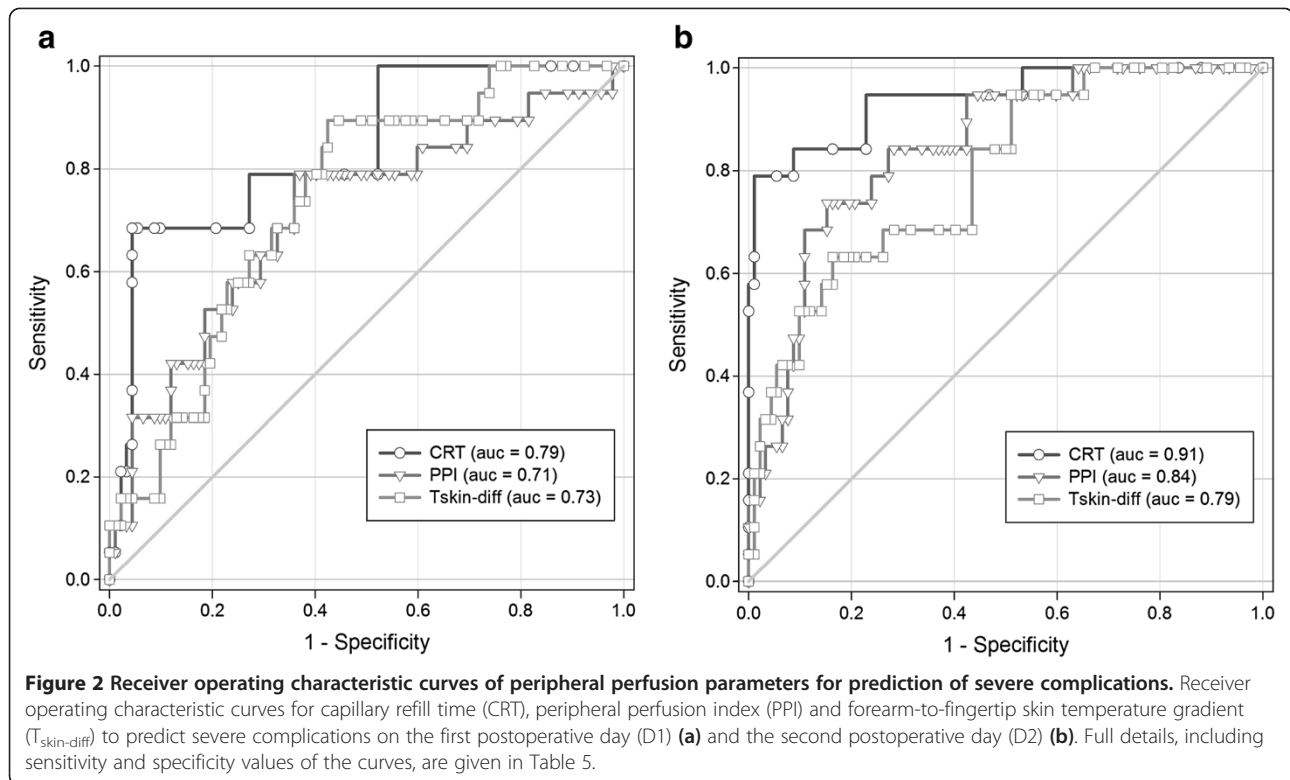 a
1.0
0.8
0.6
0.4
0.2
0.0
Sensitivity
CRT (auc = 0.79)
PPI (auc = 0.71)
Tskin-diff (auc = 0.73)
0.0 0.2 0.4 0.6 0.8 1.0
1 - Specificity
b
1.0
0.8
0.6
0.4
0.2
0.0
Sensitivity
CRT (auc = 0.91)
PPI (auc = 0.84)
Tskin-diff (auc = 0.79)
0.0 0.2 0.4 0.6 0.8 1.0
1 - Specificity
Figure 2 Receiver operating characteristic curves of peripheral perfusion parameters for prediction of severe complications. Receiver
operating characteristic curves for capillary refill time (CRT), peripheral perfusion index (PPI) and forearm-to-fingertip skin temperature gradient
(Tskin-diff) to predict severe complications on the first postoperative day (D1) (a) and the second postoperative day (D2) (b). Full details, including
sensitivity and specificity values of the curves, are given in Table 5.